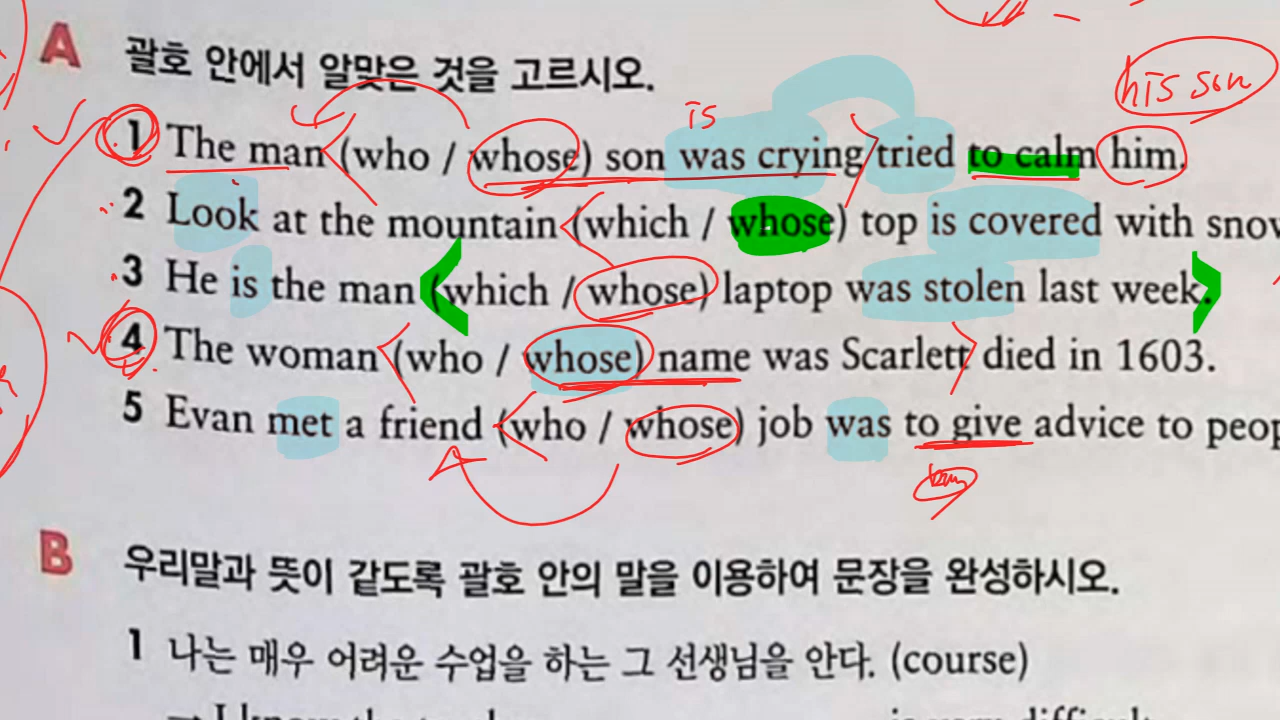 his son
A 괄호 안에서 알맞은 것을 고르시오.
is
1 The man (who / whose) son was crying tried to calm him.
2 Look at the mountain (which / whose) top is covered with snow
3 He is the man (which / whose) laptop was stolen last week.
4 The woman (who / whose) name was Scarlett died in 1603.
5 Evan met a friend (who / whose) job was to give advice to
B 우리말과 뜻이 같도록 괄호 안의 말을 이용하여 문장을 완성하시오.
1 나는 매우 어려운 수업을 하는 그 선생님을 안다. (course)